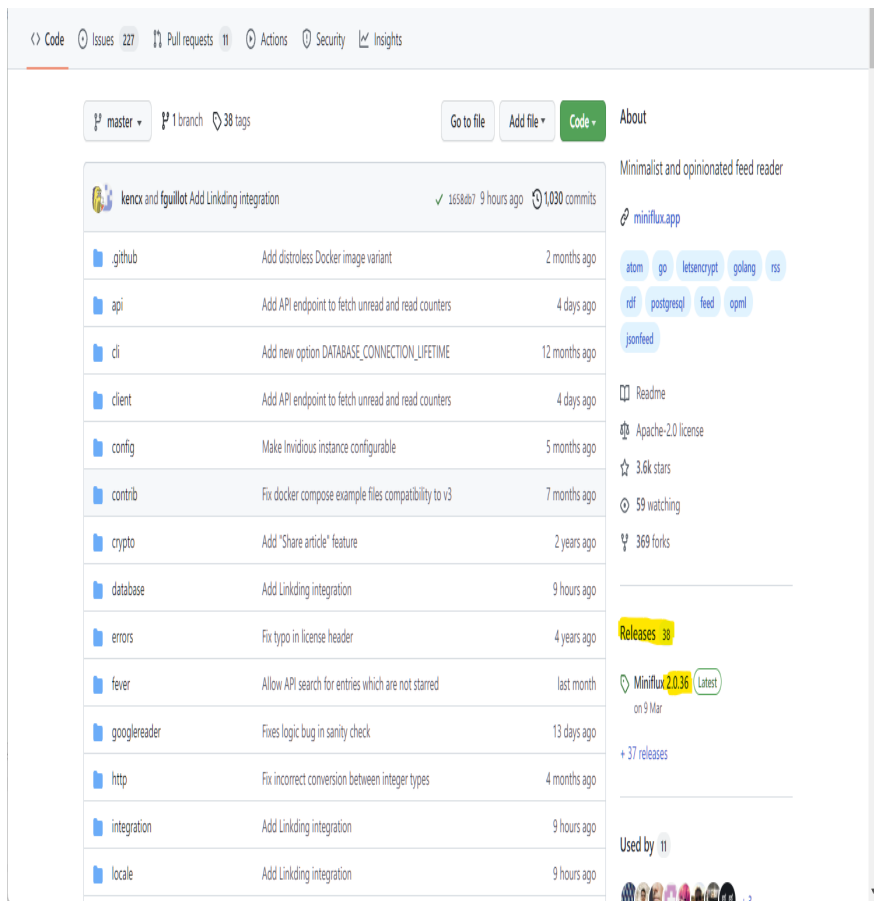 Code Issues 227 Pull requests 11 Actions Security Insights
master 1 branch 38 tags Go to file Add file Code
kencx and fguillot Add Linkding integration 1658db7 9 hours ago 1,030 commits
.github Add distroless Docker image variant 2 months ago
api Add API endpoint to fetch unread and read counters 4 days ago
cli Add new option DATABASE_CONNECTION_LIFETIME 12 months ago
client Add API endpoint to fetch unread and read counters 4 days ago
config Make Invidious instance configurable 5 months ago
contrib Fix docker compose example files compatibility to v3 7 months ago
crypto Add "Share article" feature 2 years ago
database Add Linkding integration 9 hours ago
errors Fix typo in license header 4 years ago
fever Allow API search for entries which are not starred last month
googlereader Fixes logic bug in sanity check 13 days ago
http Fix incorrect conversion between integer types 4 months ago
integration Add Linkding integration 9 hours ago
locale Add Linkding integration 9 hours ago
About
Minimalist and opinionated feed reader
miniflux.app
atom go letsencrypt golang rss
rdf postgresql feed opml
jsonfeed
Readme
Apache-2.0 license
3.6k stars
59 watching
369 forks
Releases 38
Miniflux 2.0.36 Latest
on 9 Mar
+ 37 releases
Used by 11